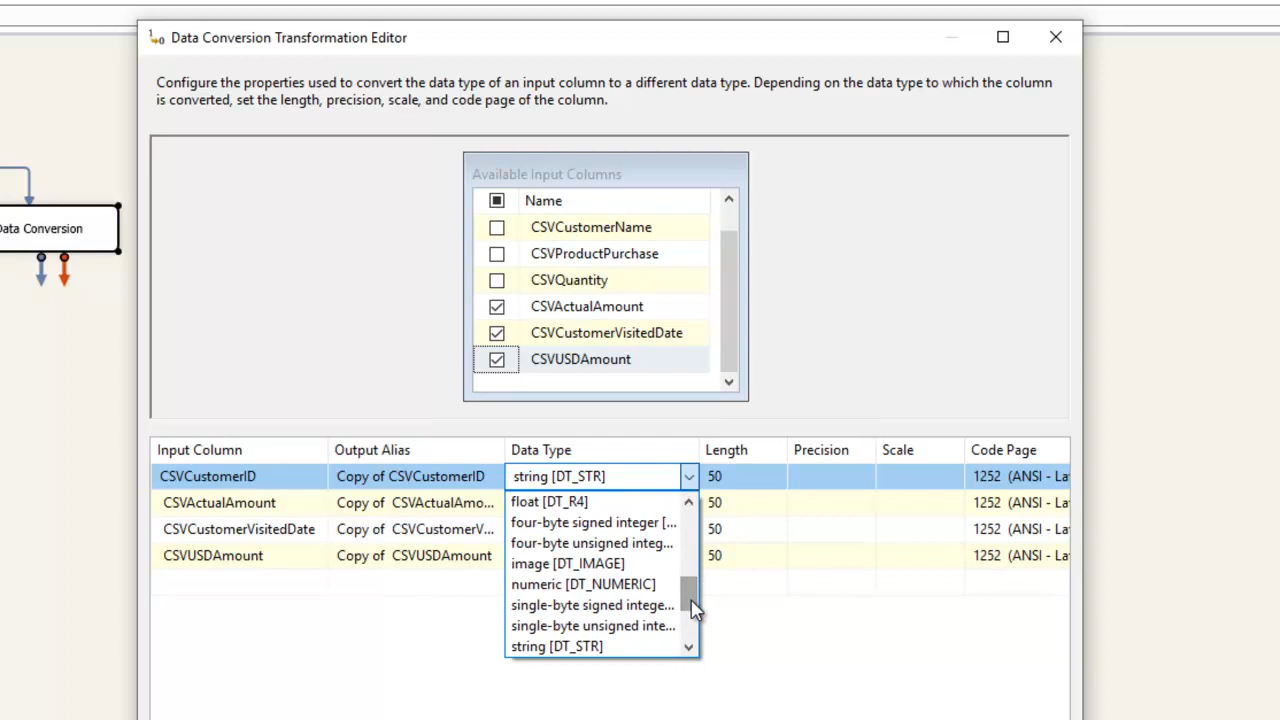 Data Conversion Transformation Editor
Configure the properties used to convert the data type of an input column to a different data type. Depending on the data type to which the column
is converted, set the length, precision, scale, and code page of the column.
Data Conversion
Available Input Columns
Name
CSVCustomerName
CSVProductPurchase
CSVQuantity
CSVActualAmount
CSVCustomerVisitedDate
CSVUSDAmount
Input Column Output Alias Data Type Length Precision Scale Code Page
CSVCustomerID Copy of CSVCustomerID string [DT_STR] 50 1252 (ANSI - La
CSVActualAmount Copy of CSVActualAmo... 50 1252 (ANSI - La
CSVCustomerVisitedDate Copy of CSVCustomerV... 50 1252 (ANSI - La
CSVUSDAmount Copy of CSVUSDAmount 50 1252 (ANSI - La
float [DT_R4]
four-byte signed integer [...
four-byte unsigned integ...
image [DT_IMAGE]
numeric [DT_NUMERIC]
single-byte signed intege...
single-byte unsigned inte...
string [DT_STR]